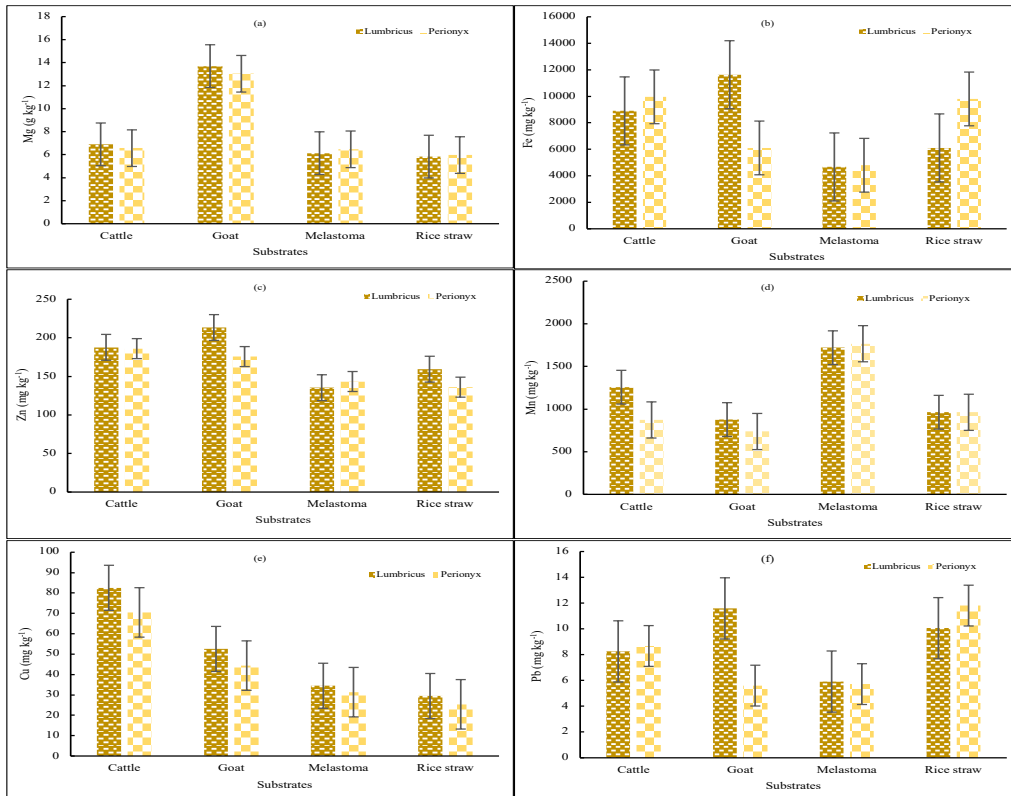 (a)
Lumbricus Perionyx
Mg (g kg-1)
18
16
14
12
10
8
6
4
2
0
Cattle Goat Melastoma Rice straw
Substrates
(b)
Lumbricus Perionyx
Fe (mg kg-1)
16000
14000
12000
10000
8000
6000
4000
2000
0
Cattle Goat Melastoma Rice straw
Substrates
(c)
Lumbricus Perionyx
Zn (mg kg-1)
250
200
150
100
50
0
Cattle Goat Melastoma Rice straw
Substrates
(d)
Lumbricus Perionyx
Mn (mg kg-1)
2500
2000
1500
1000
500
0
Cattle Goat Melastoma Rice straw
Substrates
(e)
Lumbricus Perionyx
Cu (mg kg-1)
100
90
80
70
60
50
40
30
20
10
0
Cattle Goat Melastoma Rice straw
Substrates
(f)
Lumbricus Perionyx
Pb (mg kg-1)
16
14
12
10
8
6
4
2
0
Cattle Goat Melastoma Rice straw
Substrates